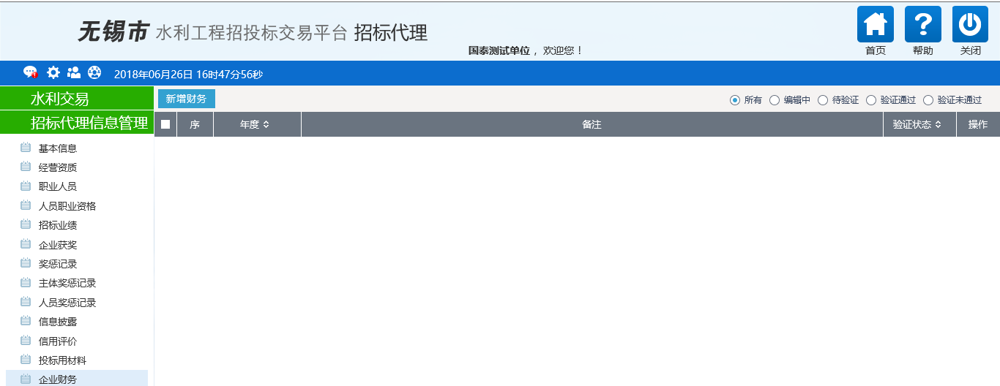 无锡市 水利工程招投标交易平台 招标代理
国泰测试单位 ，欢迎您！
首页 帮助 关闭
2018年06月26日 16时47分56秒
水利交易
招标代理信息管理
基本信息
经营资质
职业人员
人员职业资格
招标业绩
企业获奖
奖惩记录
主体奖惩记录
人员奖惩记录
信息披露
信用评价
投标用材料
企业财务
新增财务
所有 编辑中 待验证 验证通过 验证未通过
序 年度 备注 验证状态 操作